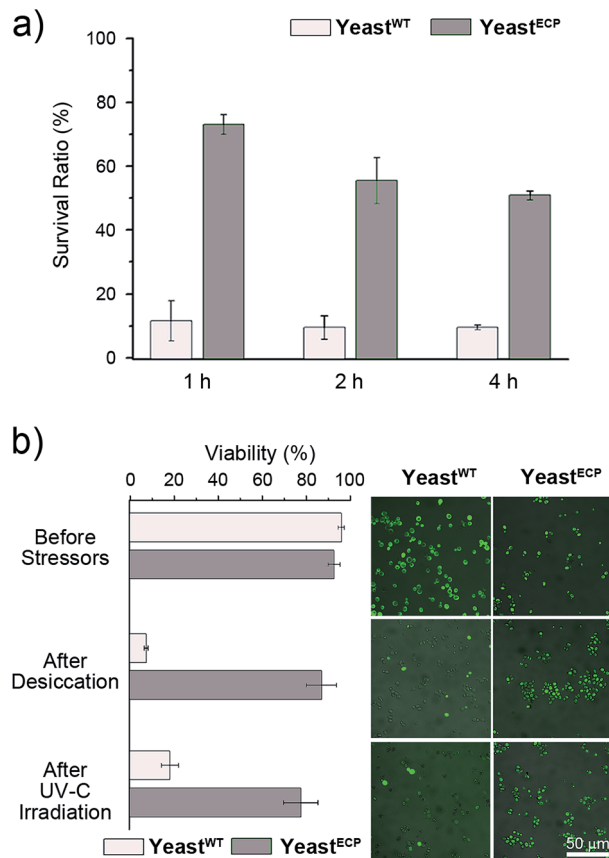 a)
Yeast^WT Yeast^ECP
Survival Ratio (%)
100
80
60
40
20
0
1 h 2 h 4 h
b)
Viability (%)
0 20 40 60 80 100
Yeast^WT Yeast^ECP
Before
Stressors
After
Desiccation
After
UV-C
Irradiation
Yeast^WT Yeast^ECP
50 µm